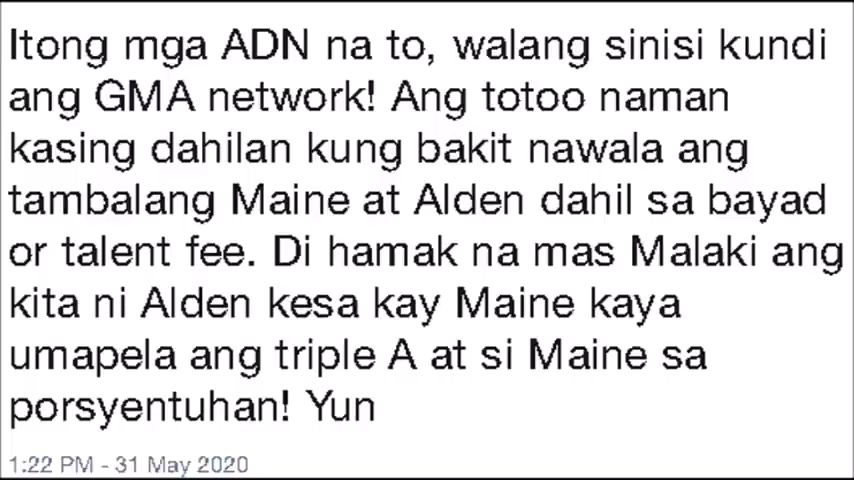 Itong mga ADN na to, walang sinisi kundi
ang GMA network! Ang totoo naman
kasing dahilan kung bakit nawala ang
tambalang Maine at Alden dahil sa bayad
or talent fee. Di hamak na mas Malaki ang
kita ni Alden kesa kay Maine kaya
umapela ang triple A at si Maine sa
porsyentuhan! Yun
1:22 PM - 31 May 2020